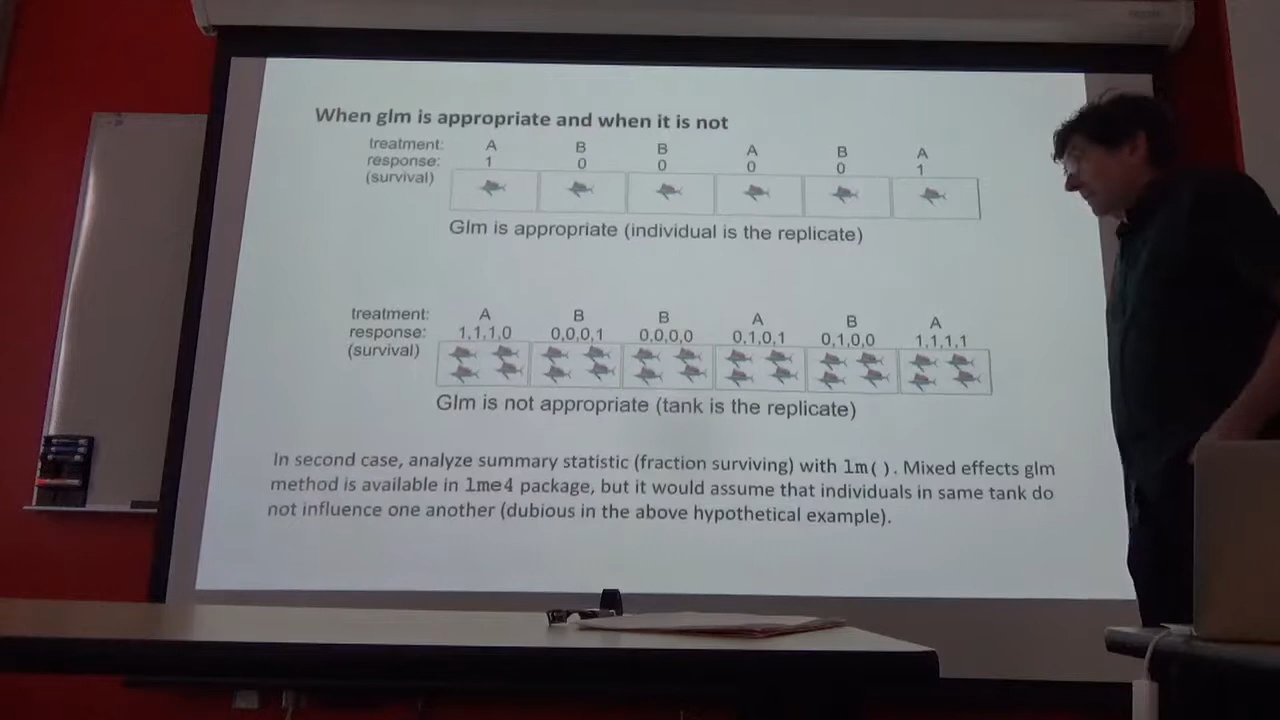 When glm is appropriate and when it is not
treatment: A B B A B A
response: 1 0 0 0 0 1
(survival)
Glm is appropriate (individual is the replicate)
treatment: A B B A B A
response: 1,1,1,0 0,0,0,1 0,0,0,0 0,1,0,1 0,1,0,0 1,1,1,1
(survival)
Glm is not appropriate (tank is the replicate)
In second case, analyze summary statistic (fraction surviving) with lm(). Mixed effects glm
method is available in lme4 package, but it would assume that individuals in same tank do
not influence one another (dubious in the above hypothetical example).